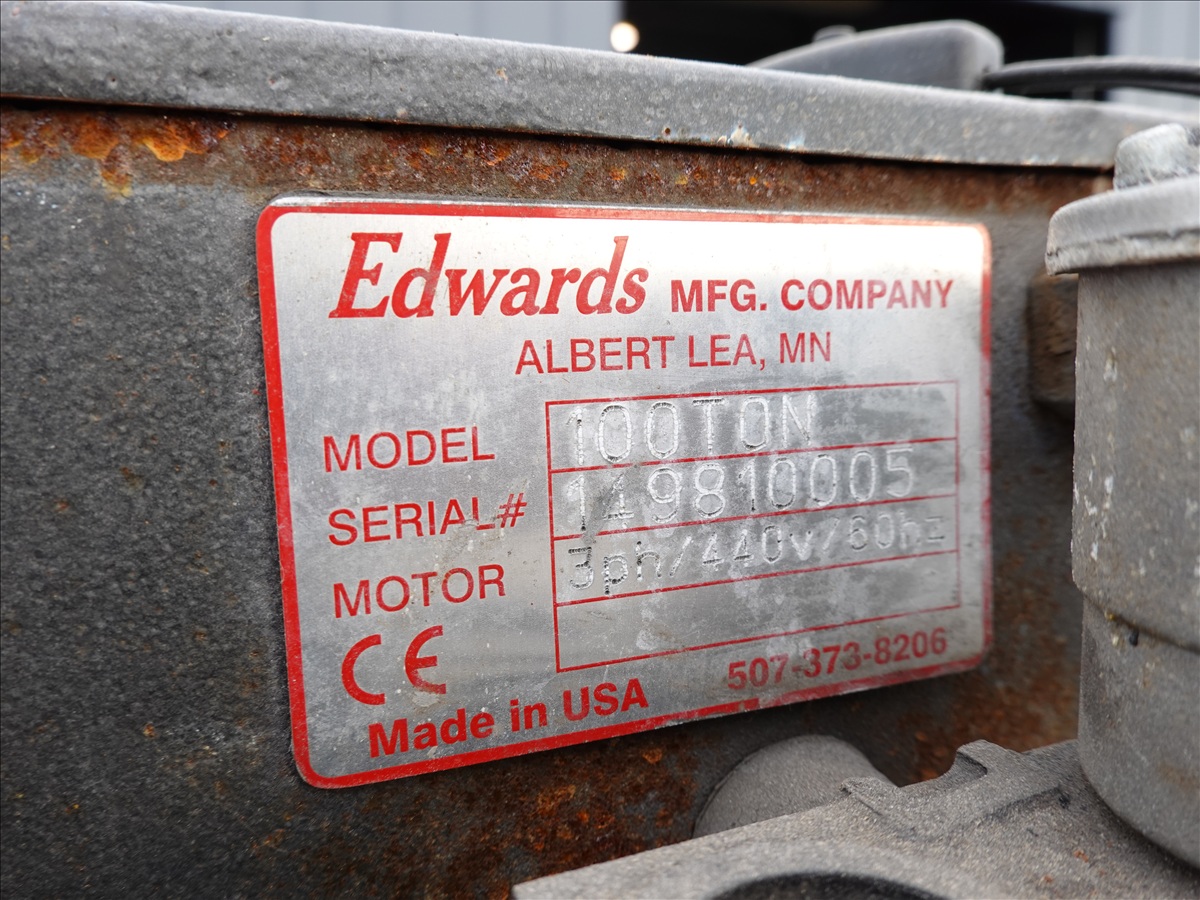 Edwards MFG. COMPANY
ALBERT LEA, MN
MODEL 100TON
SERIAL# 149810005
MOTOR 3ph/440v/60hz
CE
Made in USA 507-373-8206